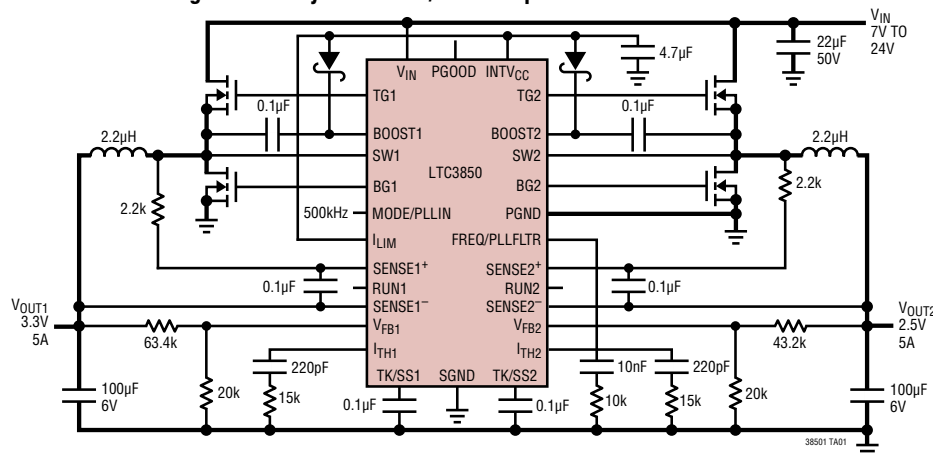 V_IN
7V TO
24V
22µF
50V
4.7µF
V_IN PGOOD INTV_CC
TG1 TG2
0.1µF 0.1µF
2.2µH 2.2µH
BOOST1 BOOST2
SW1 SW2
LTC3850
BG1 BG2
2.2k 2.2k
500kHz MODE/PLLIN PGND
I_LIM FREQ/PLLFLTR
SENSE1+ SENSE2+
0.1µF RUN1 RUN2 0.1µF
SENSE1– SENSE2–
V_OUT1
3.3V
5A
V_OUT2
2.5V
5A
V_FB1 V_FB2
63.4k 43.2k
I_TH1 I_TH2
220pF 10nF 220pF
TK/SS1 SGND TK/SS2
100µF
6V
20k 15k 0.1µF 0.1µF 10k 15k 20k
100µF
6V
38501 TA01